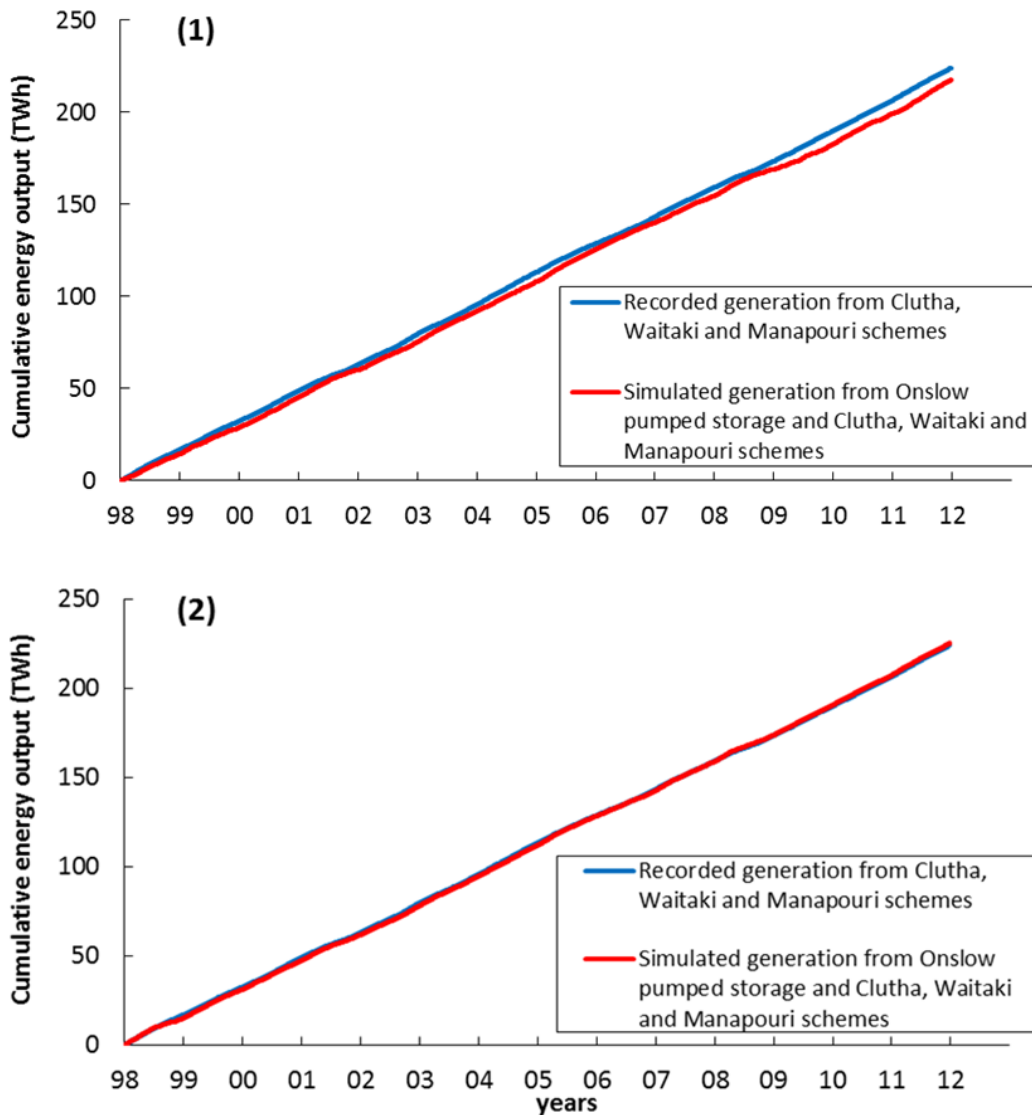 (1)
Cumulative energy output (TWh)
250
200
150
100
50
0
Recorded generation from Clutha,
Waitaki and Manapouri schemes
Simulated generation from Onslow
pumped storage and Clutha, Waitaki and
Manapouri schemes
98 99 00 01 02 03 04 05 06 07 08 09 10 11 12
(2)
Cumulative energy output (TWh)
250
200
150
100
50
0
Recorded generation from Clutha,
Waitaki and Manapouri schemes
Simulated generation from Onslow
pumped storage and Clutha, Waitaki
and Manapouri schemes
98 99 00 01 02 03 04 05 06 07 08 09 10 11 12
years